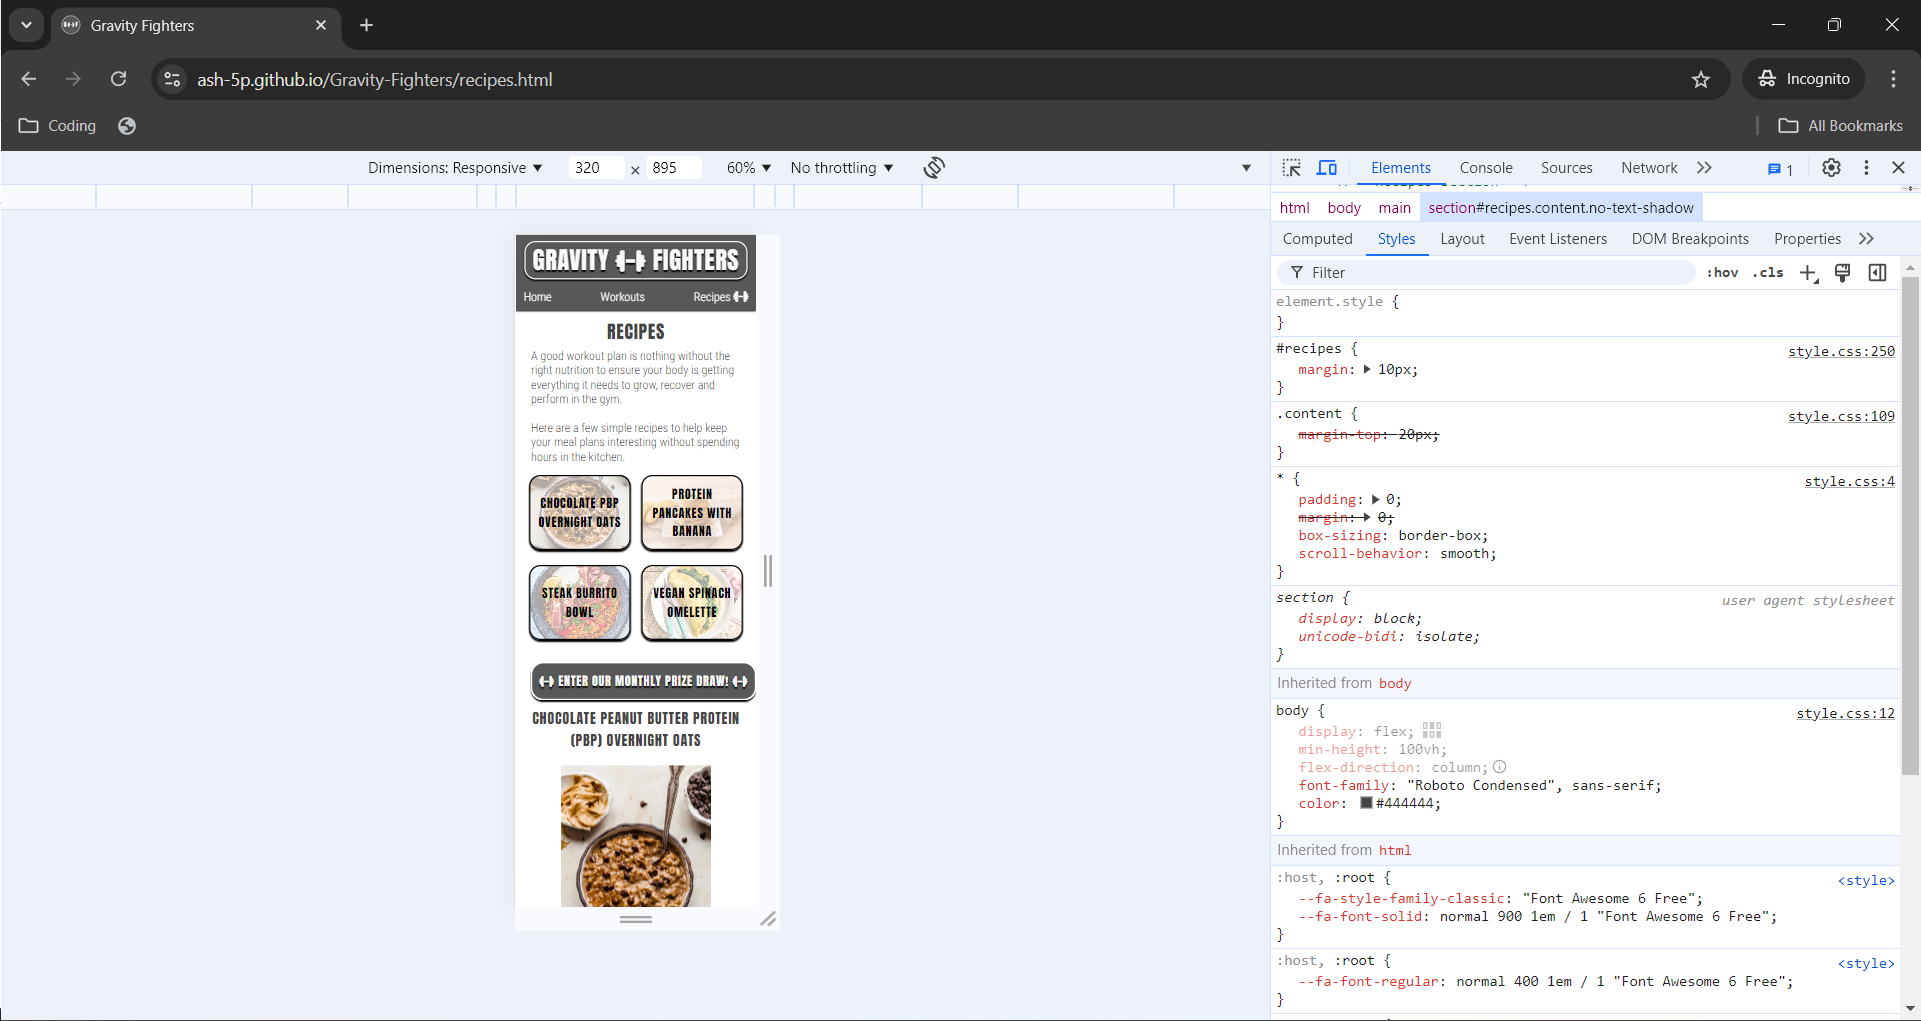 Gravity Fighters
ash-5p.github.io/Gravity-Fighters/recipes.html
Incognito
Coding
All Bookmarks
Dimensions: Responsive
320
×
895
60%
No throttling
Elements
Console
Sources
Network
1
html
body
main
section#recipes.content.no-text-shadow
Computed
Styles
Layout
Event Listeners
DOM Breakpoints
Properties
Filter
:hov
.cls
GRAVITY FIGHTERS
Home
Workouts
Recipes
RECIPES
A good workout plan is nothing without the
right nutrition to ensure your body is getting
everything it needs to grow, recover and
perform in the gym.
Here are a few simple recipes to help keep
your meal plans interesting without spending
hours in the kitchen.
CHOCOLATE PBP
OVERNIGHT OATS
PROTEIN
PANCAKES WITH
BANANA
STEAK BURRITO
BOWL
VEGAN SPINACH
OMELETTE
ENTER OUR MONTHLY PRIZE DRAW!
CHOCOLATE PEANUT BUTTER PROTEIN
(PBP) OVERNIGHT OATS
element.style {
}
#recipes {
style.css:250
margin: 10px;
}
.content {
style.css:109
margin-top: 20px;
}
* {
style.css:4
padding: 0;
margin: 0;
box-sizing: border-box;
scroll-behavior: smooth;
}
section {
user agent stylesheet
display: block;
unicode-bidi: isolate;
}
Inherited from body
body {
style.css:12
display: flex;
min-height: 100vh;
flex-direction: column;
font-family: "Roboto Condensed", sans-serif;
color: #444444;
}
Inherited from html
:host, :root {
<style>
--fa-style-family-classic: "Font Awesome 6 Free";
--fa-font-solid: normal 900 1em / 1 "Font Awesome 6 Free";
}
:host, :root {
<style>
--fa-font-regular: normal 400 1em / 1 "Font Awesome 6 Free";
}